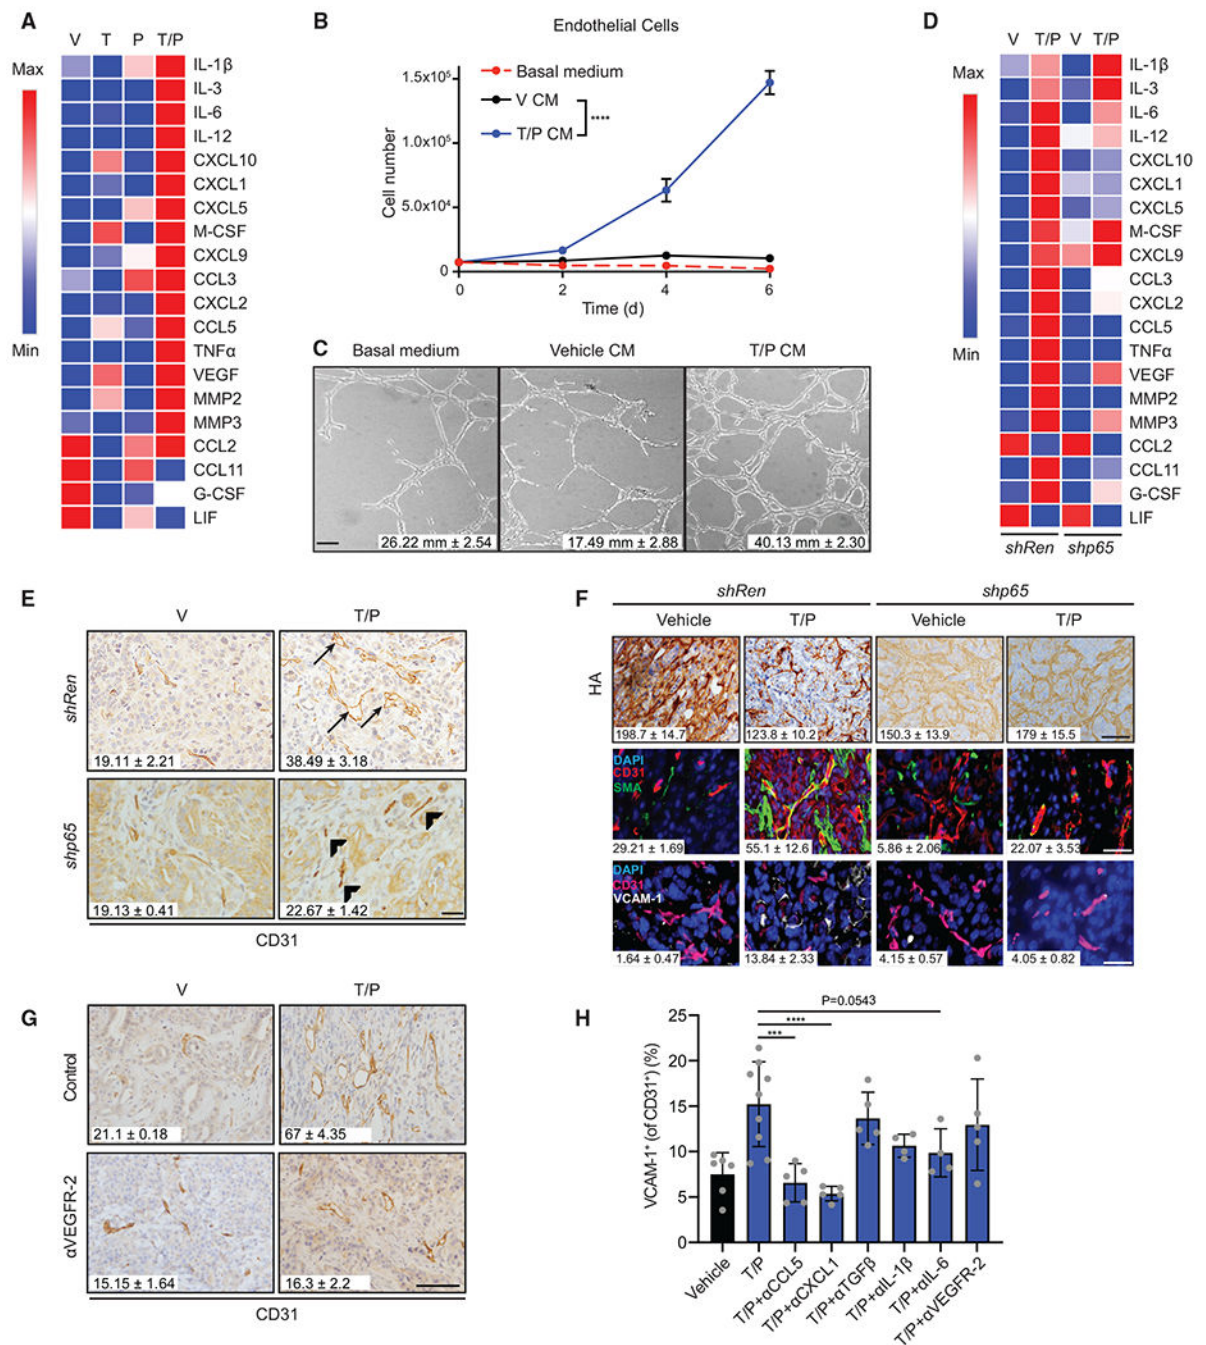 A
V T P T/P
Max
Min
IL-1β
IL-3
IL-6
IL-12
CXCL10
CXCL1
CXCL5
M-CSF
CXCL9
CCL3
CXCL2
CCL5
TNFα
VEGF
MMP2
MMP3
CCL2
CCL11
G-CSF
LIF
B
Endothelial Cells
Basal medium
V CM
T/P CM
****
Cell number
1.5x10⁵
1.0x10⁵
5.0x10⁴
0
0 2 4 6
Time (d)
C
Basal medium Vehicle CM T/P CM
26.22 mm ± 2.54 17.49 mm ± 2.88 40.13 mm ± 2.30
D
V T/P V T/P
Max
Min
IL-1β
IL-3
IL-6
IL-12
CXCL10
CXCL1
CXCL5
M-CSF
CXCL9
CCL3
CXCL2
CCL5
TNFα
VEGF
MMP2
MMP3
CCL2
CCL11
G-CSF
LIF
shRen shp65
E
V T/P
shRen
19.11 ± 2.21 38.49 ± 3.18
shp65
19.13 ± 0.41 22.67 ± 1.42
CD31
F
shRen shp65
Vehicle T/P Vehicle T/P
HA
198.7 ± 14.7 123.8 ± 10.2 150.3 ± 13.9 179 ± 15.5
DAPI
CD31
SMA
29.21 ± 1.69 55.1 ± 12.6 5.86 ± 2.06 22.07 ± 3.53
DAPI
CD31
VCAM-1
1.64 ± 0.47 13.84 ± 2.33 4.15 ± 0.57 4.05 ± 0.82
G
V T/P
Control
21.1 ± 0.18 67 ± 4.35
αVEGFR-2
15.15 ± 1.64 16.3 ± 2.2
CD31
H
P=0.0543
****
***
VCAM-1⁺ (of CD31⁺) (%)
25
20
15
10
5
0
Vehicle
T/P
T/P+αCCL5
T/P+αCXCL1
T/P+αTGFβ
T/P+αIL-1β
T/P+αIL-6
T/P+αVEGFR-2